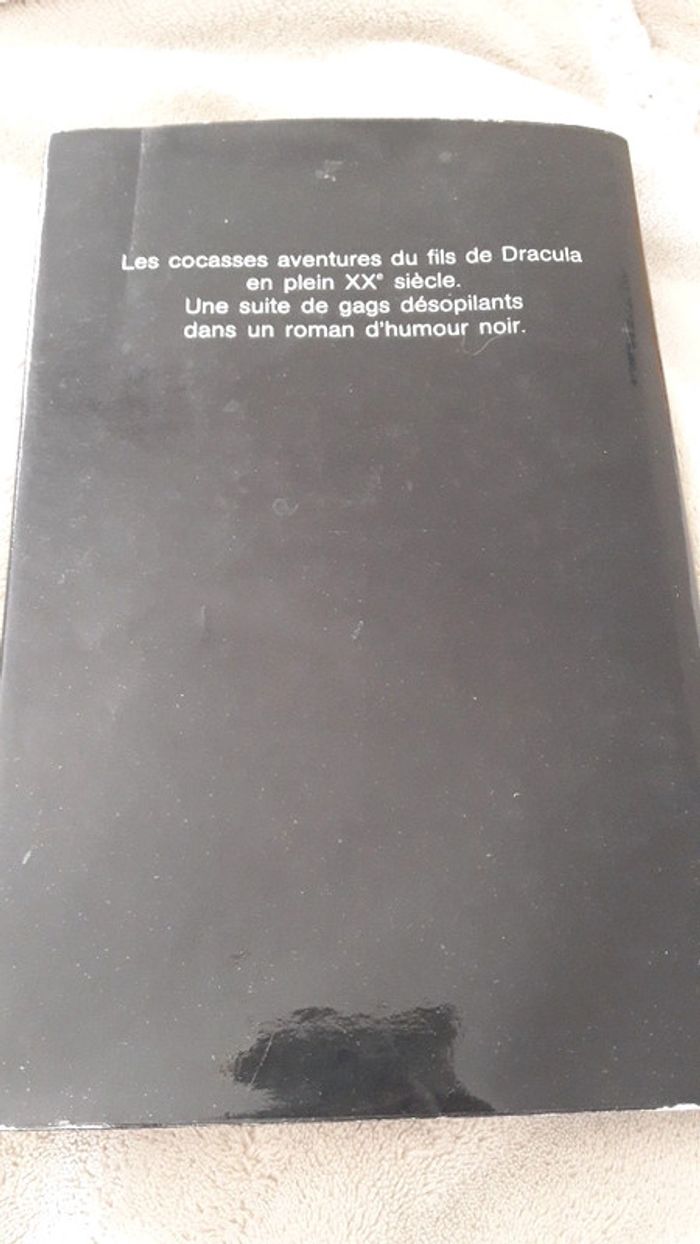 Les cocasses aventures du fils de Dracula
en plein XXe siècle.
Une suite de gags désopilants
dans un roman d'humour noir.